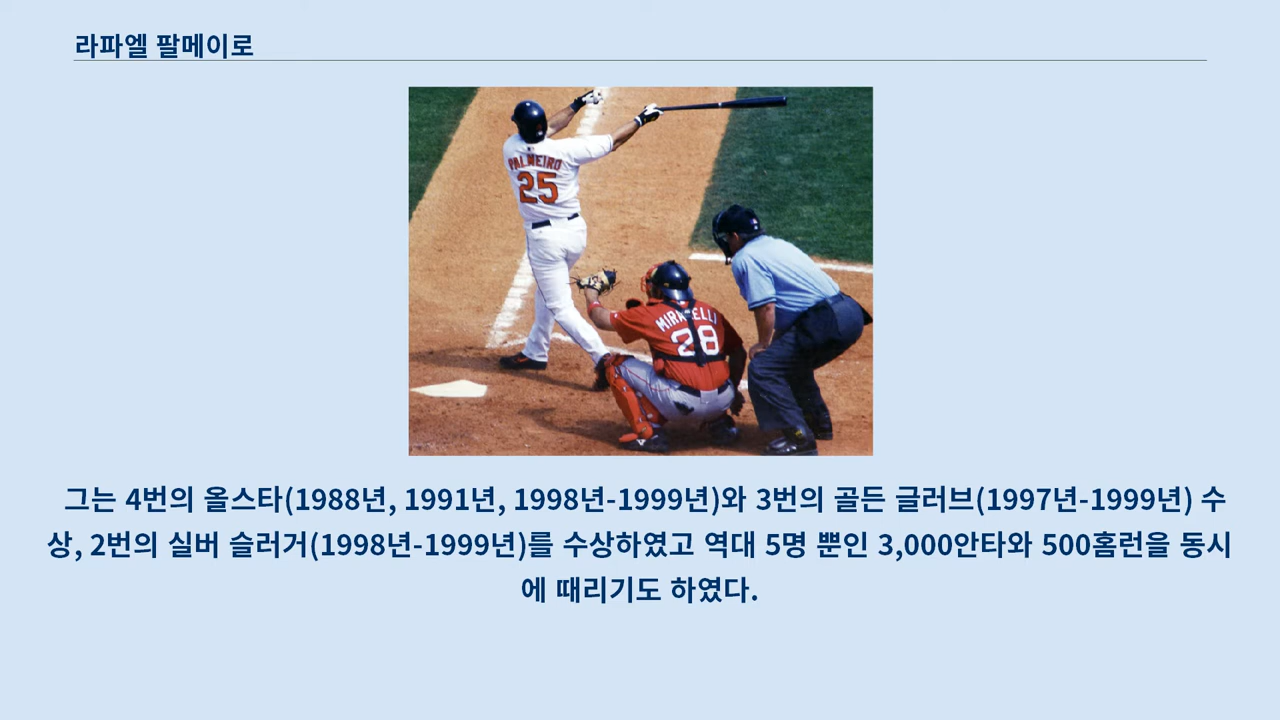 라파엘 팔메이로
PALMEIRO
25
MIRABELLI
28
그는 4번의 올스타(1988년, 1991년, 1998년-1999년)와 3번의 골든 글러브(1997년-1999년) 수
상, 2번의 실버 슬러거(1998년-1999년)를 수상하였고 역대 5명 뿐인 3,000안타와 500홈런을 동시
에 때리기도 하였다.